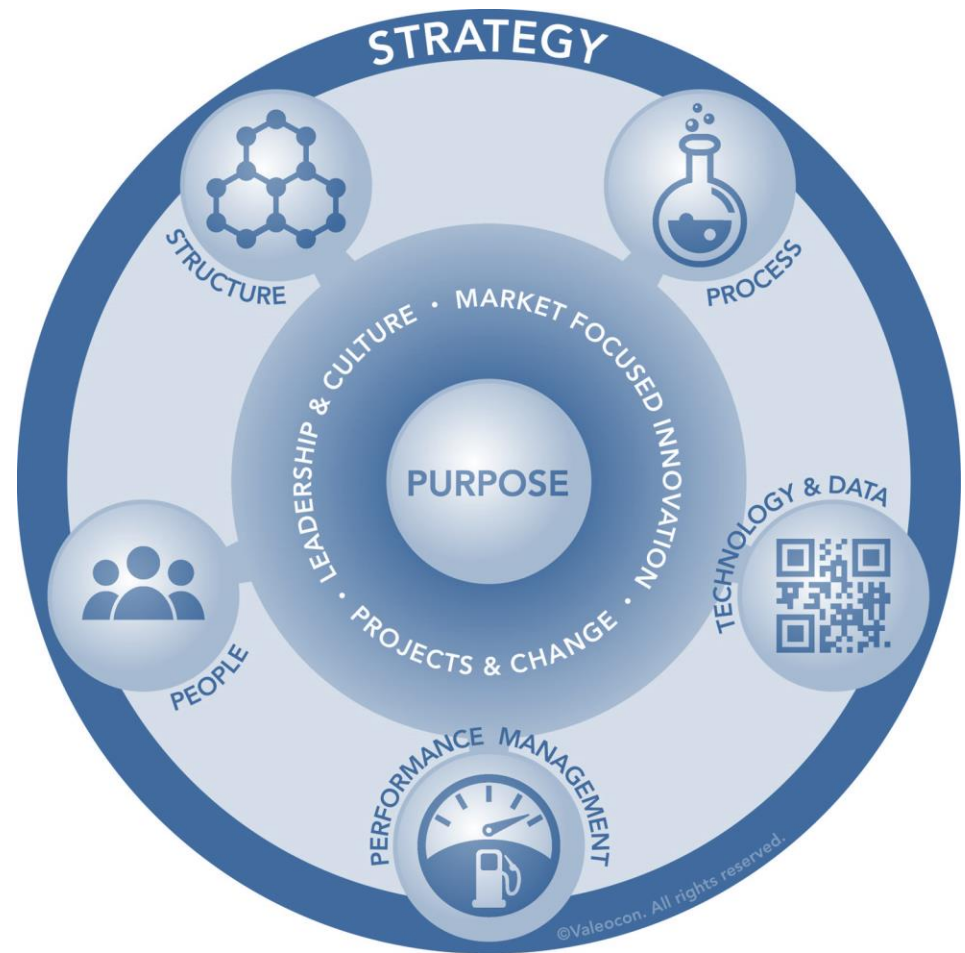 STRATEGY
STRUCTURE
PROCESS
LEADERSHIP & CULTURE · MARKET FOCUSED INNOVATION · PROJECTS & CHANGE ·
PURPOSE
TECHNOLOGY & DATA
PEOPLE
PERFORMANCE MANAGEMENT
©Valeocon. All rights reserved.